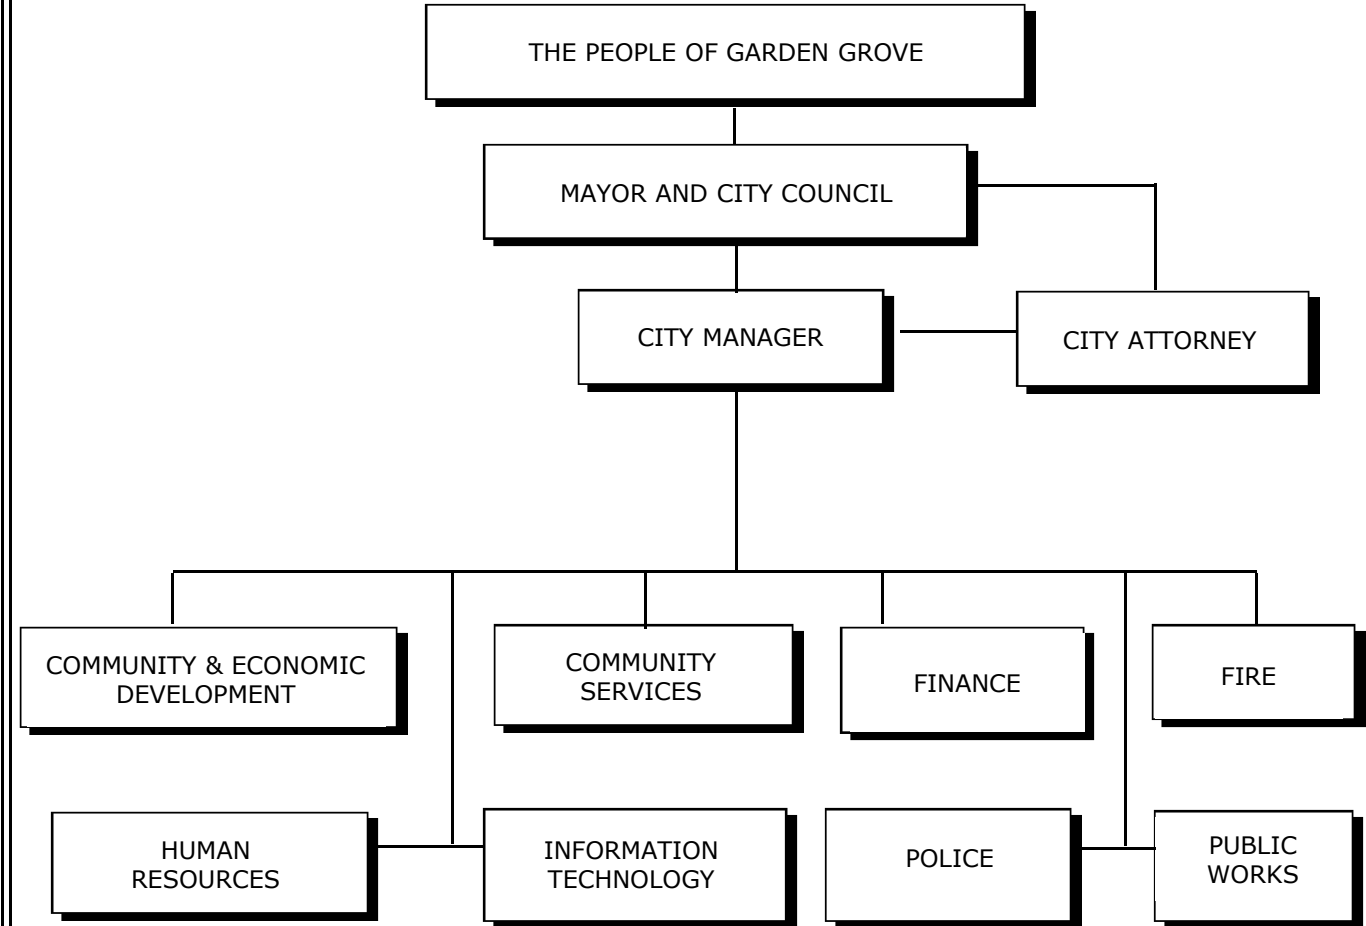 THE PEOPLE OF GARDEN GROVE
MAYOR AND CITY COUNCIL
CITY MANAGER
CITY ATTORNEY
COMMUNITY & ECONOMIC
DEVELOPMENT
COMMUNITY
SERVICES
FINANCE
FIRE
HUMAN
RESOURCES
INFORMATION
TECHNOLOGY
POLICE
PUBLIC
WORKS